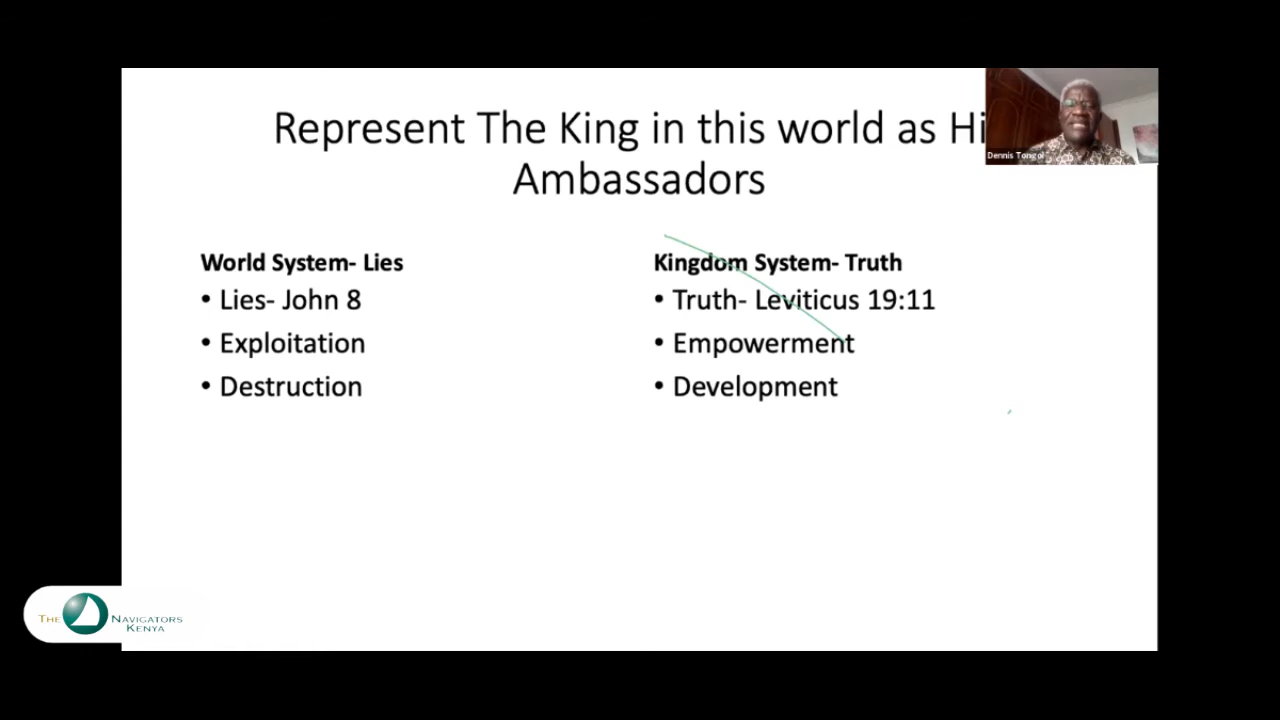 Represent The King in this world as Hi
Ambassadors
Dennis Tongoi
World System- Lies
• Lies- John 8
• Exploitation
• Destruction
Kingdom System- Truth
• Truth- Leviticus 19:11
• Empowerment
• Development
THE NAVIGATORS
KENYA